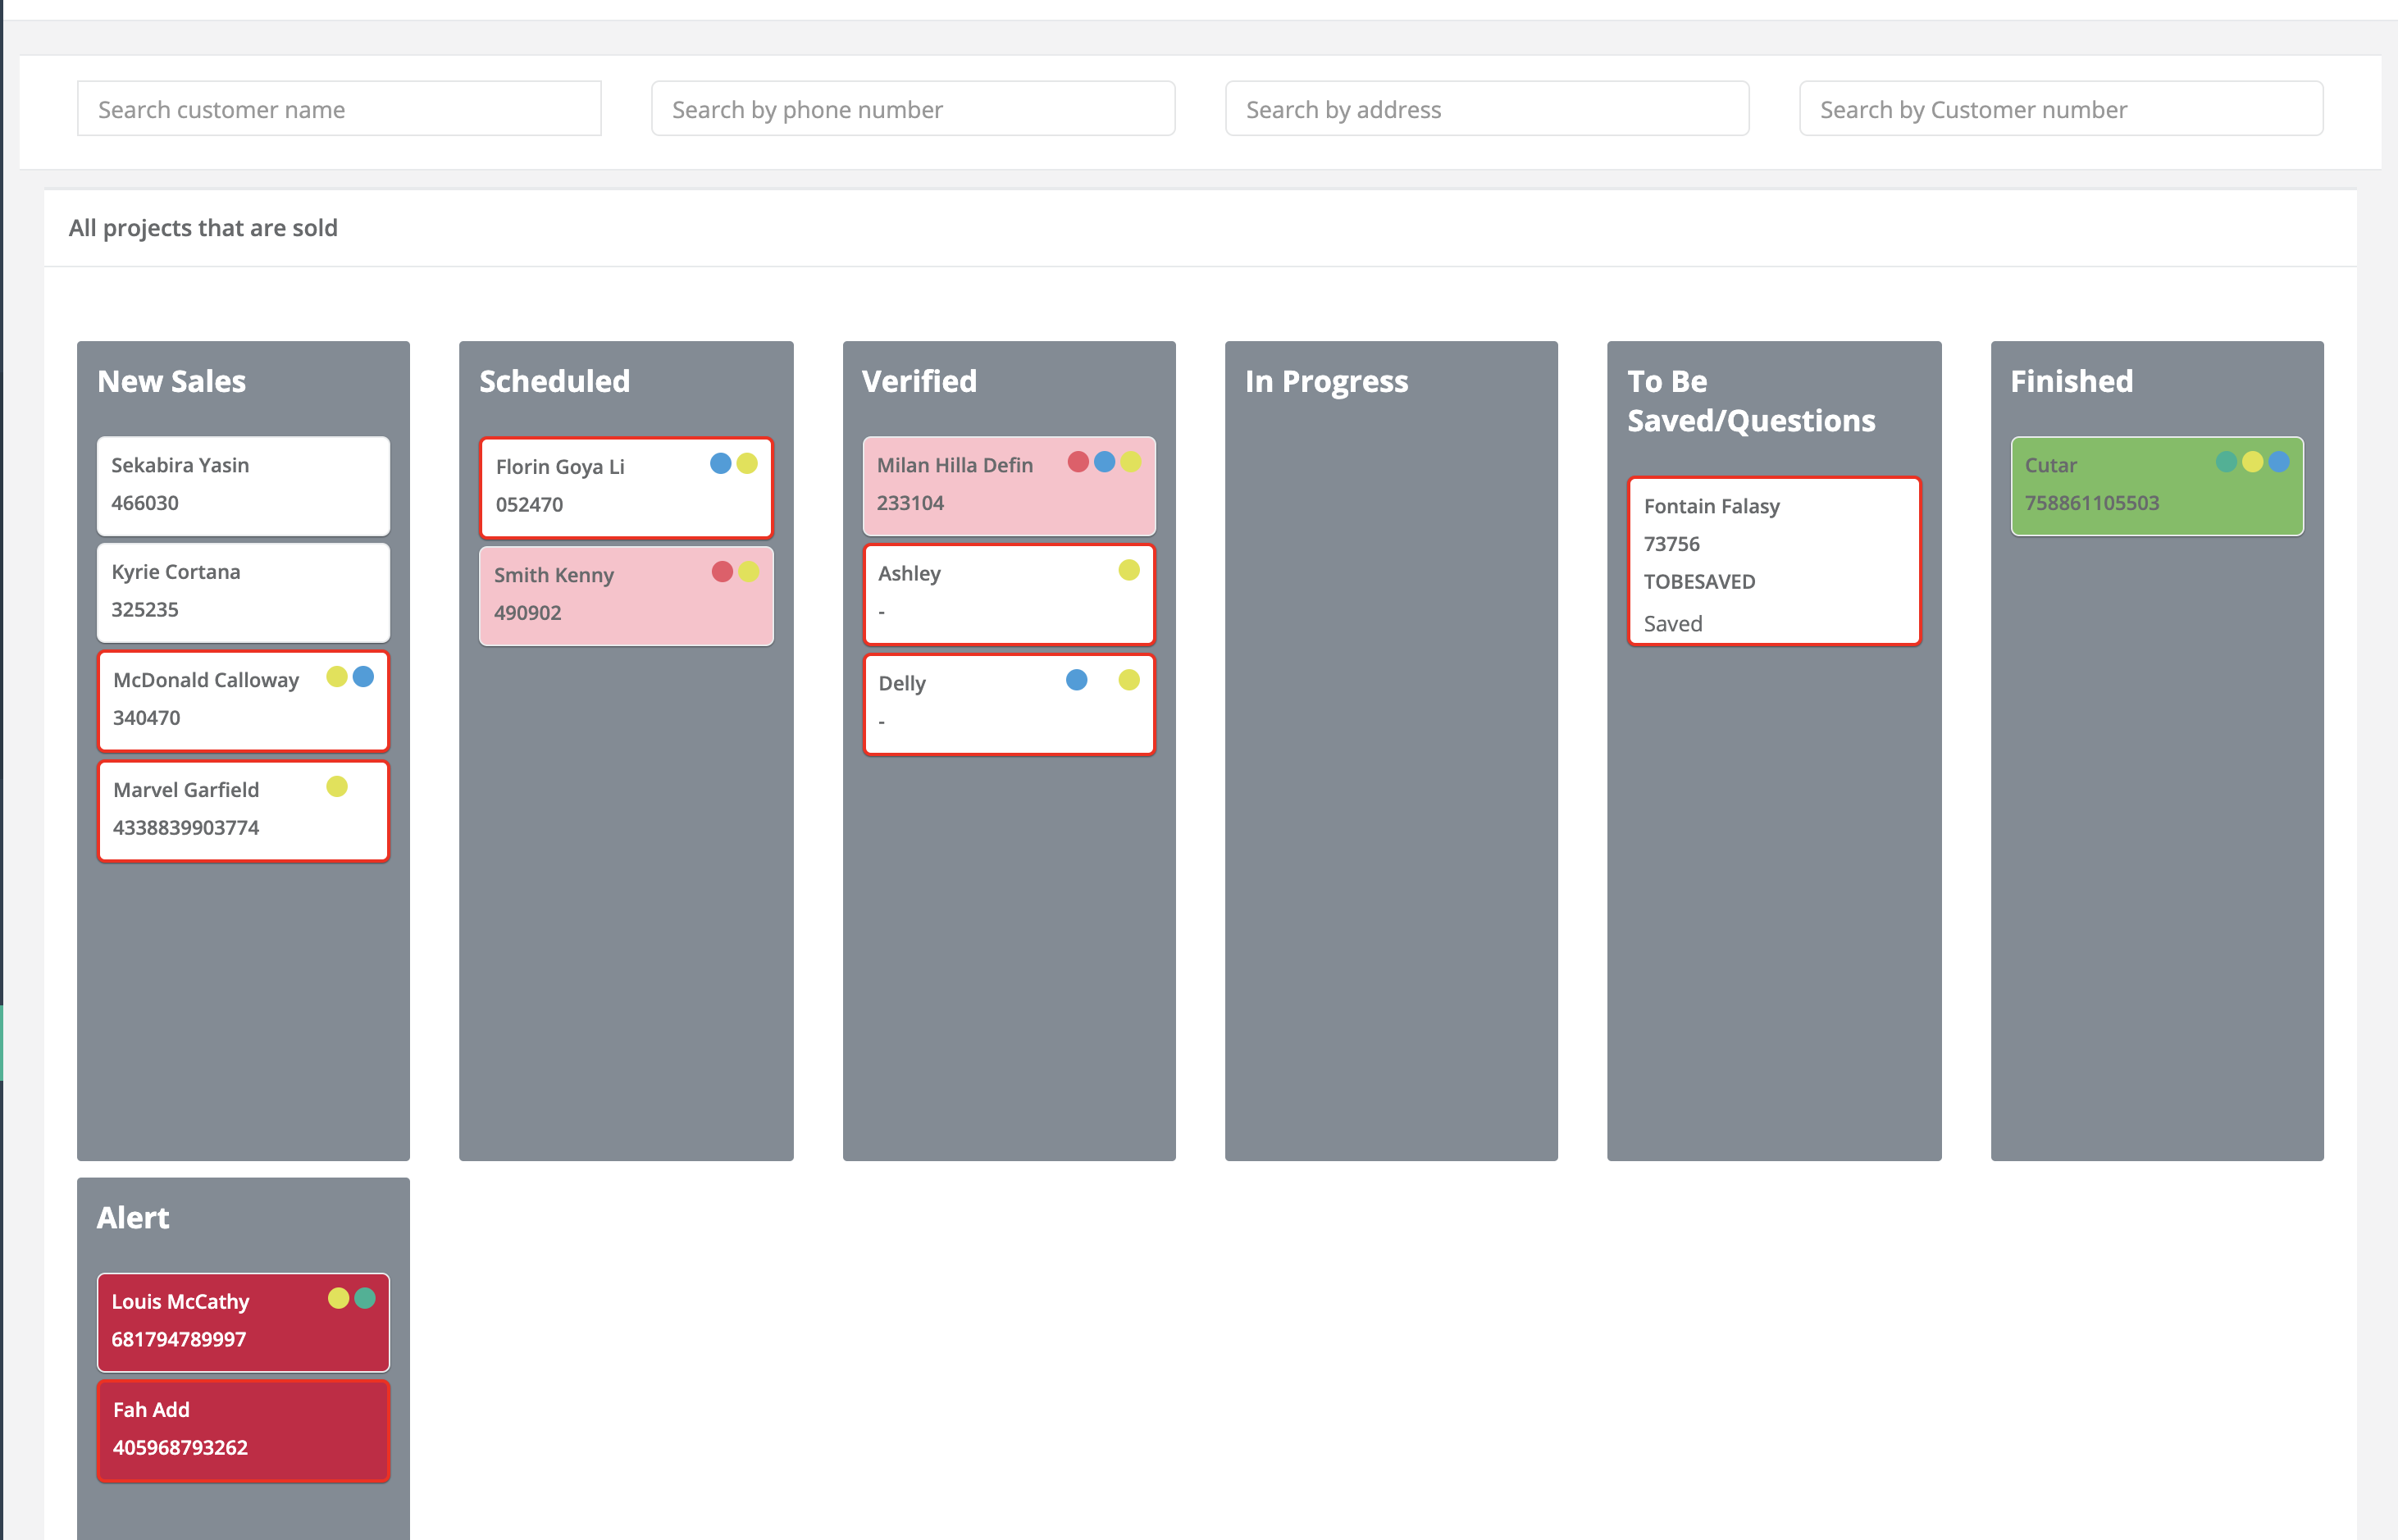 Search customer name
Search by phone number
Search by address
Search by Customer number
All projects that are sold
New Sales
Sekabira Yasin
466030
Kyrie Cortana
325235
McDonald Calloway
340470
Marvel Garfield
4338839903774
Scheduled
Florin Goya Li
052470
Smith Kenny
490902
Verified
Milan Hilla Defin
233104
Ashley
-
Delly
-
In Progress
To Be
Saved/Questions
Fontain Falasy
73756
TOBESAVED
Saved
Finished
Cutar
758861105503
Alert
Louis McCathy
681794789997
Fah Add
405968793262